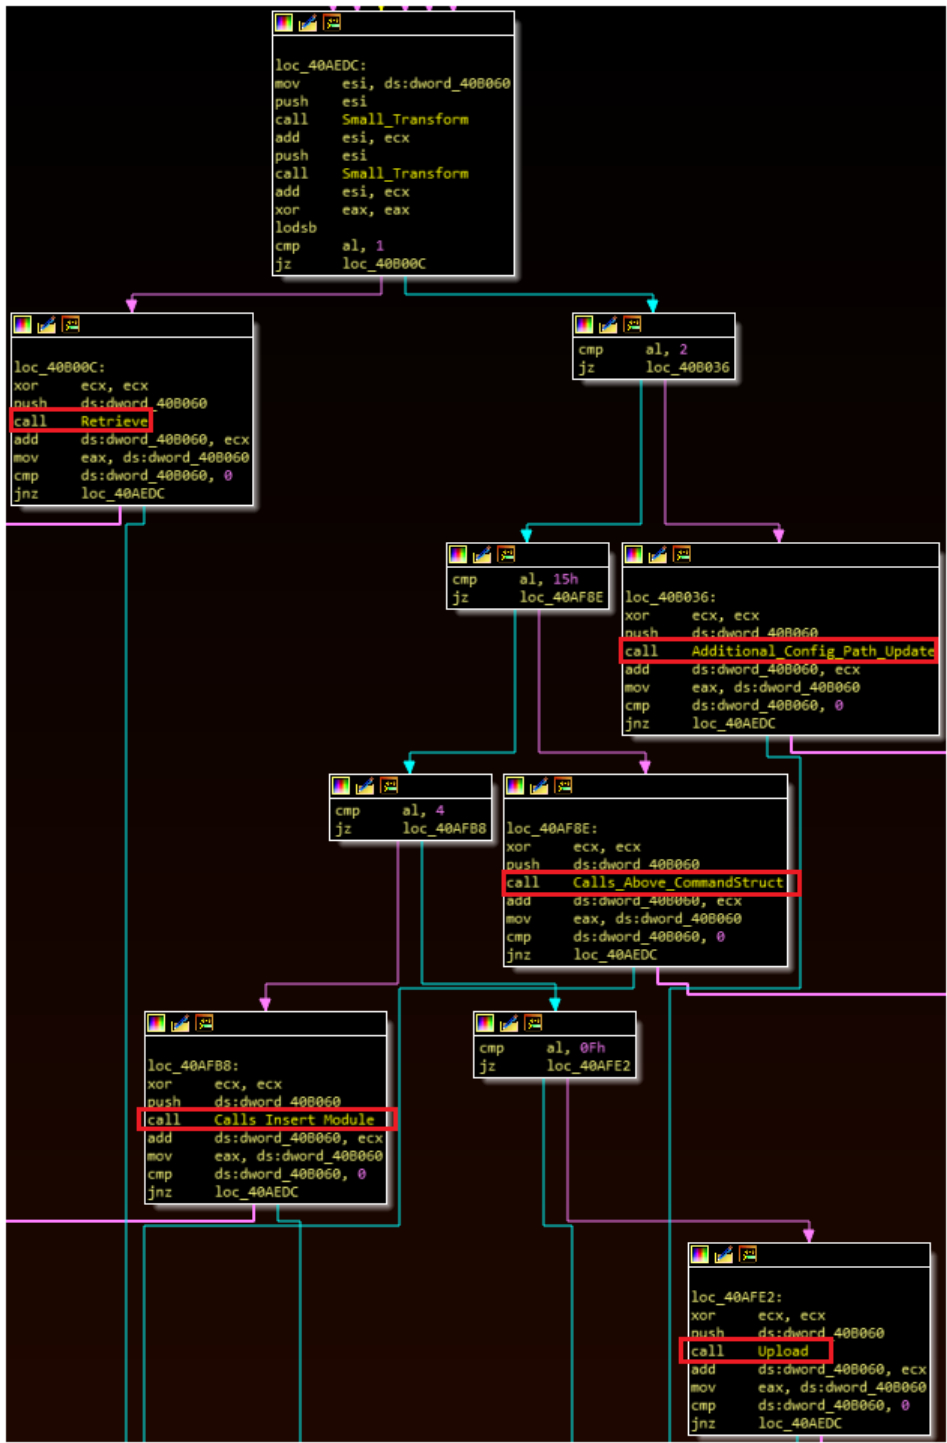 loc_40AEDC:
mov esi, ds:dword_40B060
push esi
call Small_Transform
add esi, ecx
push esi
call Small_Transform
add esi, ecx
xor eax, eax
lodsb
cmp al, 1
jz loc_40B00C
loc_40B00C:
xor ecx, ecx
push ds:dword_40B060
call Retrieve
add ds:dword_40B060, ecx
mov eax, ds:dword_40B060
cmp ds:dword_40B060, 0
jnz loc_40AEDC
cmp al, 2
jz loc_40B036
cmp al, 15h
jz loc_40AF8E
loc_40B036:
xor ecx, ecx
push ds:dword_40B060
call Additional_Config_Path_Update
add ds:dword_40B060, ecx
mov eax, ds:dword_40B060
cmp ds:dword_40B060, 0
jnz loc_40AEDC
cmp al, 4
jz loc_40AFB8
loc_40AF8E:
xor ecx, ecx
push ds:dword_40B060
call Calls_Above_CommandStruct
add ds:dword_40B060, ecx
mov eax, ds:dword_40B060
cmp ds:dword_40B060, 0
jnz loc_40AEDC
loc_40AFB8:
xor ecx, ecx
push ds:dword_40B060
call Calls_Insert_Module
add ds:dword_40B060, ecx
mov eax, ds:dword_40B060
cmp ds:dword_40B060, 0
jnz loc_40AEDC
cmp al, 0Fh
jz loc_40AFE2
loc_40AFE2:
xor ecx, ecx
push ds:dword_40B060
call Upload
add ds:dword_40B060, ecx
mov eax, ds:dword_40B060
cmp ds:dword_40B060, 0
jnz loc_40AEDC